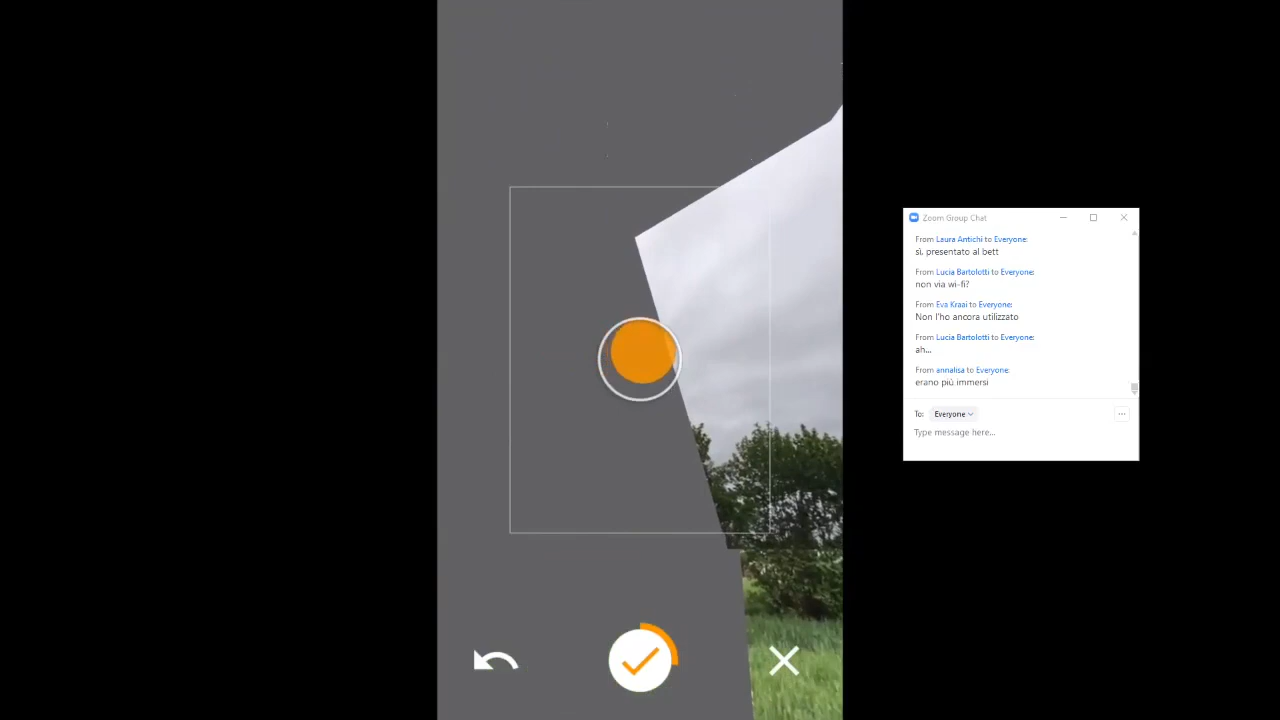 Zoom Group Chat
From Laura Antichi to Everyone:
sì, presentato al bett
From Lucia Bartolotti to Everyone:
non via wi-fi?
From Eva Kraai to Everyone:
Non l'ho ancora utilizzato
From Lucia Bartolotti to Everyone:
ah...
From annalisa to Everyone:
erano più immersi
To: Everyone
Type message here...